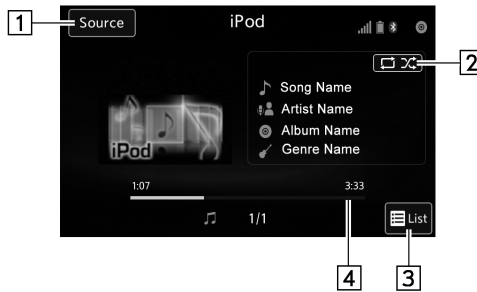 1
Source
iPod
2
Song Name
Artist Name
Album Name
Genre Name
iPod
1:07
3:33
1/1
List
4
3